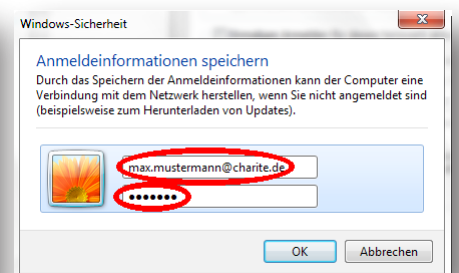 Windows-Sicherheit
Anmeldeinformationen speichern
Durch das Speichern der Anmeldeinformationen kann der Computer eine
Verbindung mit dem Netzwerk herstellen, wenn Sie nicht angemeldet sind
(beispielsweise zum Herunterladen von Updates).
max.mustermann@charite.de
•••••••
OK Abbrechen